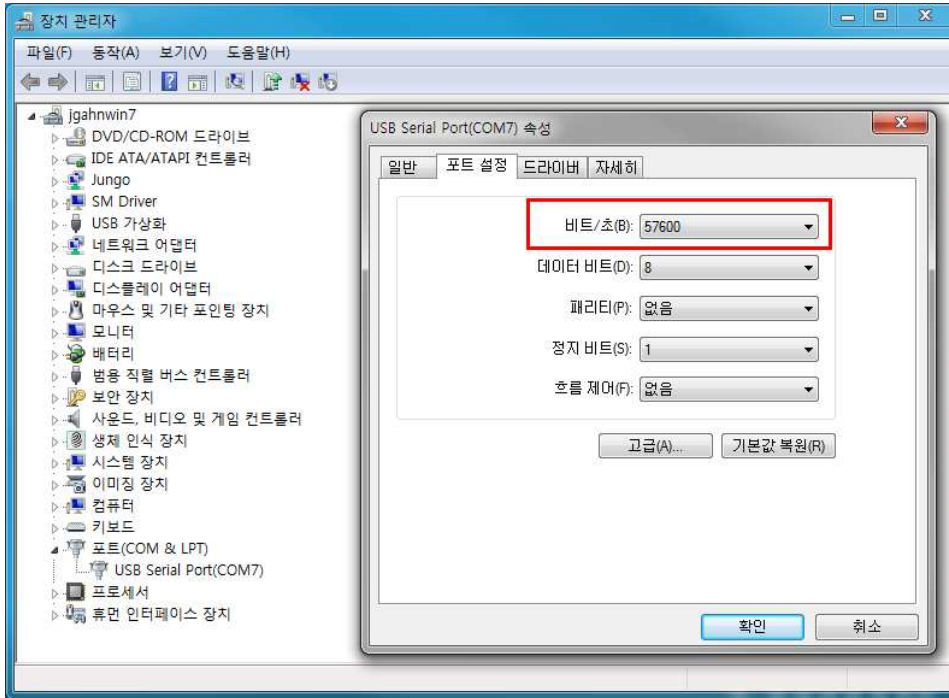 장치 관리자
파일(F) 동작(A) 보기(V) 도움말(H)
jgahnwin7
DVD/CD-ROM 드라이브
IDE ATA/ATAPI 컨트롤러
Jungo
SM Driver
USB 가상화
네트워크 어댑터
디스크 드라이브
디스플레이 어댑터
마우스 및 기타 포인팅 장치
모니터
배터리
범용 직렬 버스 컨트롤러
보안 장치
사운드, 비디오 및 게임 컨트롤러
생체 인식 장치
시스템 장치
이미징 장치
컴퓨터
키보드
포트(COM & LPT)
USB Serial Port(COM7)
프로세서
휴먼 인터페이스 장치
USB Serial Port(COM7) 속성
일반 포트 설정 드라이버 자세히
비트/초(B): 57600
데이터 비트(D): 8
패리티(P): 없음
정지 비트(S): 1
흐름 제어(F): 없음
고급(A)... 기본값 복원(R)
확인 취소